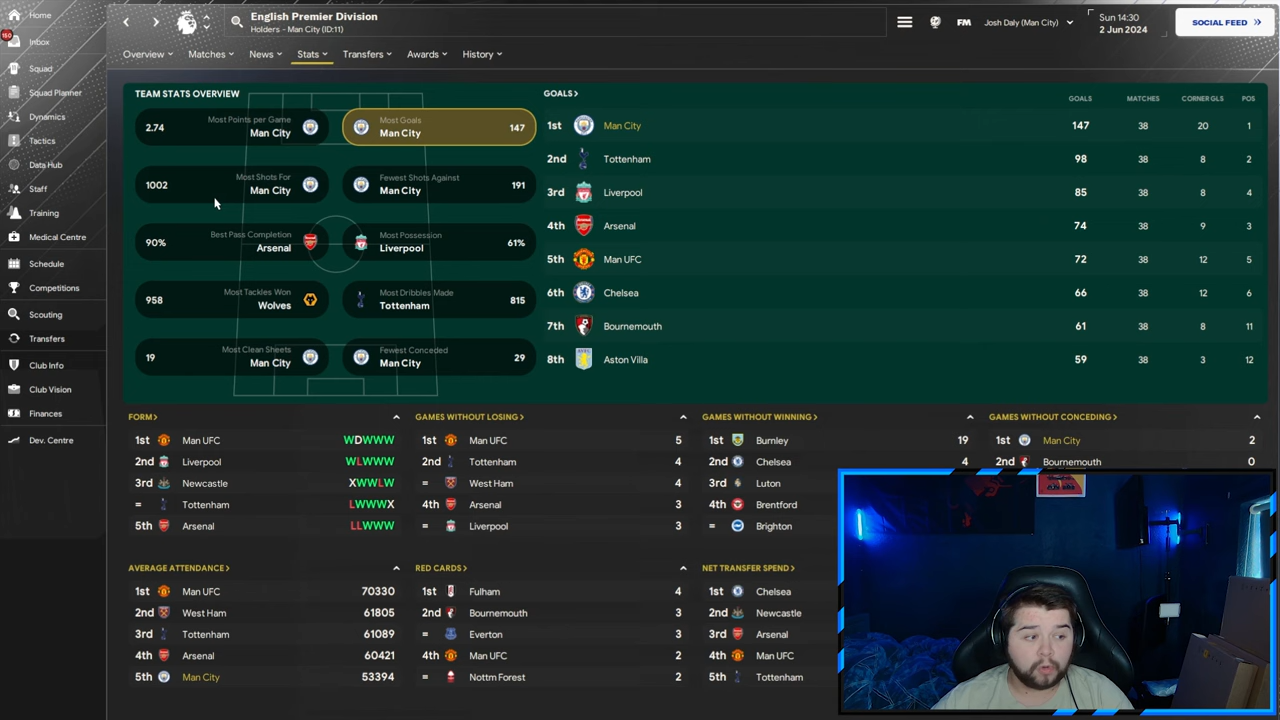 Home
150
Inbox
Squad
Squad Planner
Dynamics
Tactics
Data Hub
Staff
Training
Medical Centre
Schedule
Competitions
Scouting
Transfers
Club Info
Club Vision
Finances
Dev. Centre
English Premier Division
Holders - Man City (ID:11)
FM
Josh Daly (Man City)
Sun 14:30
2 Jun 2024
SOCIAL FEED
Overview
Matches
News
Stats
Transfers
Awards
History
TEAM STATS OVERVIEW
2.74 Most Points per Game
Man City
Most Goals
Man City 147
1002 Most Shots For
Man City
Fewest Shots Against
Man City 191
90% Best Pass Completion
Arsenal
Most Possession
Liverpool 61%
958 Most Tackles Won
Wolves
Most Dribbles Made
Tottenham 815
19 Most Clean Sheets
Man City
Fewest Conceded
Man City 29
GOALS > GOALS MATCHES CORNER GLS POS
1st Man City 147 38 20 1
2nd Tottenham 98 38 8 2
3rd Liverpool 85 38 8 4
4th Arsenal 74 38 9 3
5th Man UFC 72 38 12 5
6th Chelsea 66 38 12 6
7th Bournemouth 61 38 8 11
8th Aston Villa 59 38 3 12
FORM >
1st Man UFC WDWWW
2nd Liverpool WLWWW
3rd Newcastle XWWLW
= Tottenham LWWWX
5th Arsenal LLWWW
GAMES WITHOUT LOSING >
1st Man UFC 5
2nd Tottenham 4
= West Ham 4
4th Arsenal 3
= Liverpool 3
GAMES WITHOUT WINNING >
1st Burnley 19
2nd Chelsea 4
3rd Luton
4th Brentford
= Brighton
GAMES WITHOUT CONCEDING >
1st Man City 2
2nd Bournemouth 0
AVERAGE ATTENDANCE >
1st Man UFC 70330
2nd West Ham 61805
3rd Tottenham 61089
4th Arsenal 60421
5th Man City 53394
RED CARDS >
1st Fulham 4
2nd Bournemouth 3
= Everton 3
4th Man UFC 2
= Nottm Forest 2
NET TRANSFER SPEND >
1st Chelsea
2nd Newcastle
3rd Arsenal
4th Man UFC
5th Tottenham